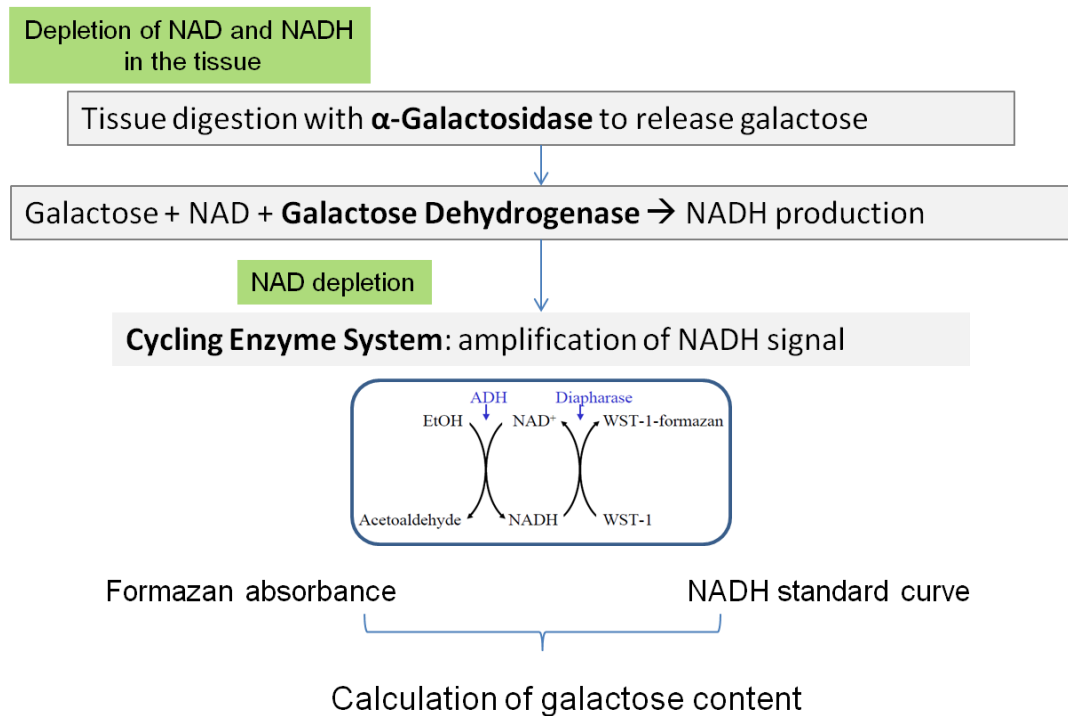 Depletion of NAD and NADH
in the tissue
Tissue digestion with α-Galactosidase to release galactose
Galactose + NAD + Galactose Dehydrogenase → NADH production
NAD depletion
Cycling Enzyme System: amplification of NADH signal
ADH Diapharase
EtOH NAD⁺ WST-1-formazan
Acetoaldehyde NADH WST-1
Formazan absorbance NADH standard curve
Calculation of galactose content